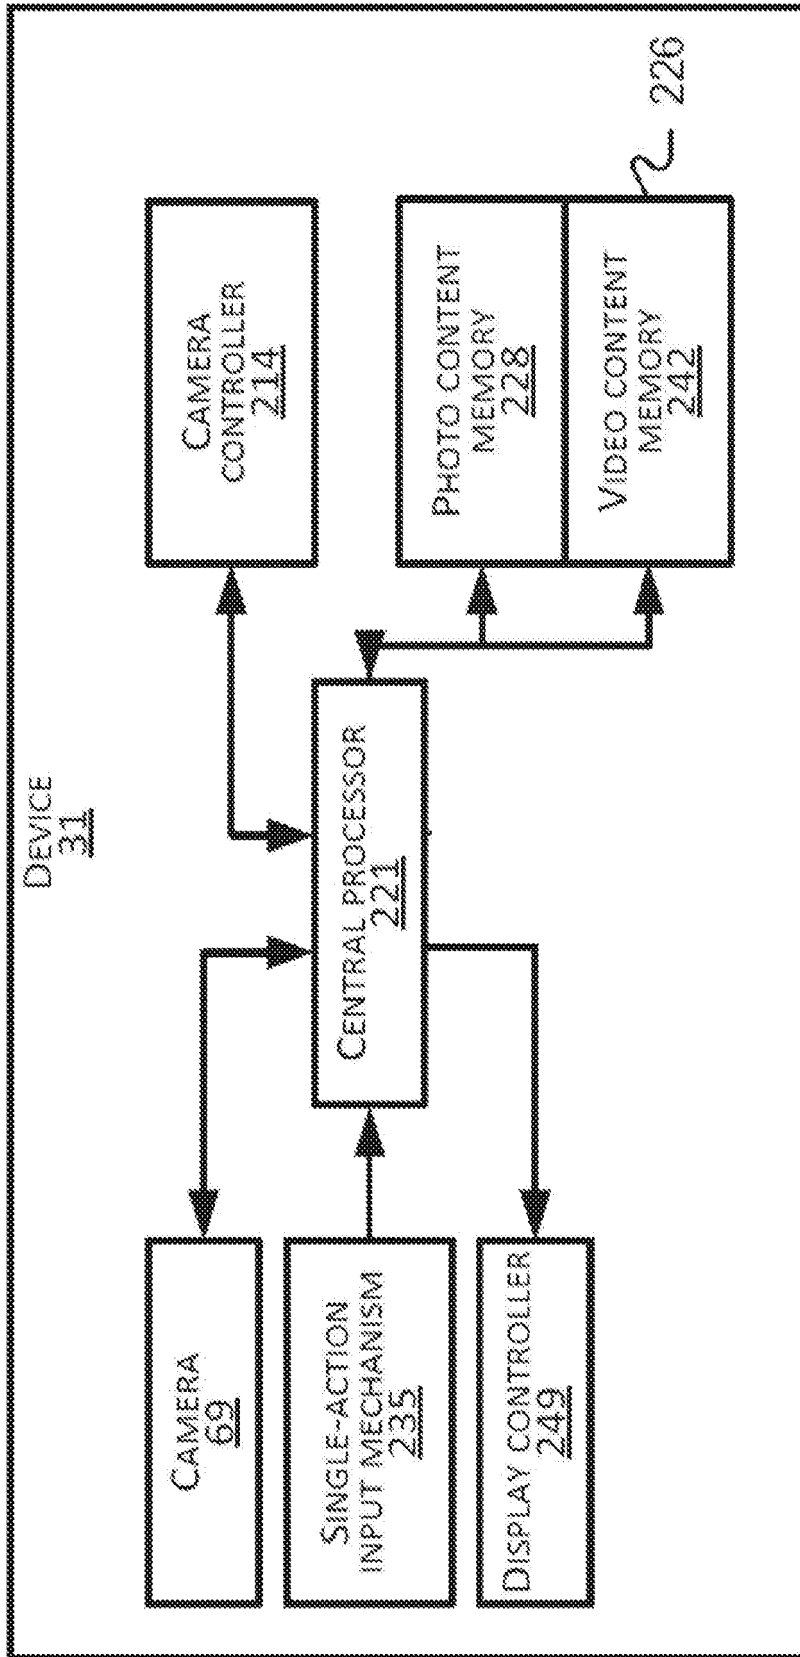 DEVICE
31
CAMERA
69
SINGLE-ACTION
INPUT MECHANISM
235
DISPLAY CONTROLLER
249
CENTRAL PROCESSOR
221
CAMERA
CONTROLLER
214
PHOTO CONTENT
MEMORY
228
VIDEO CONTENT
MEMORY
242
226